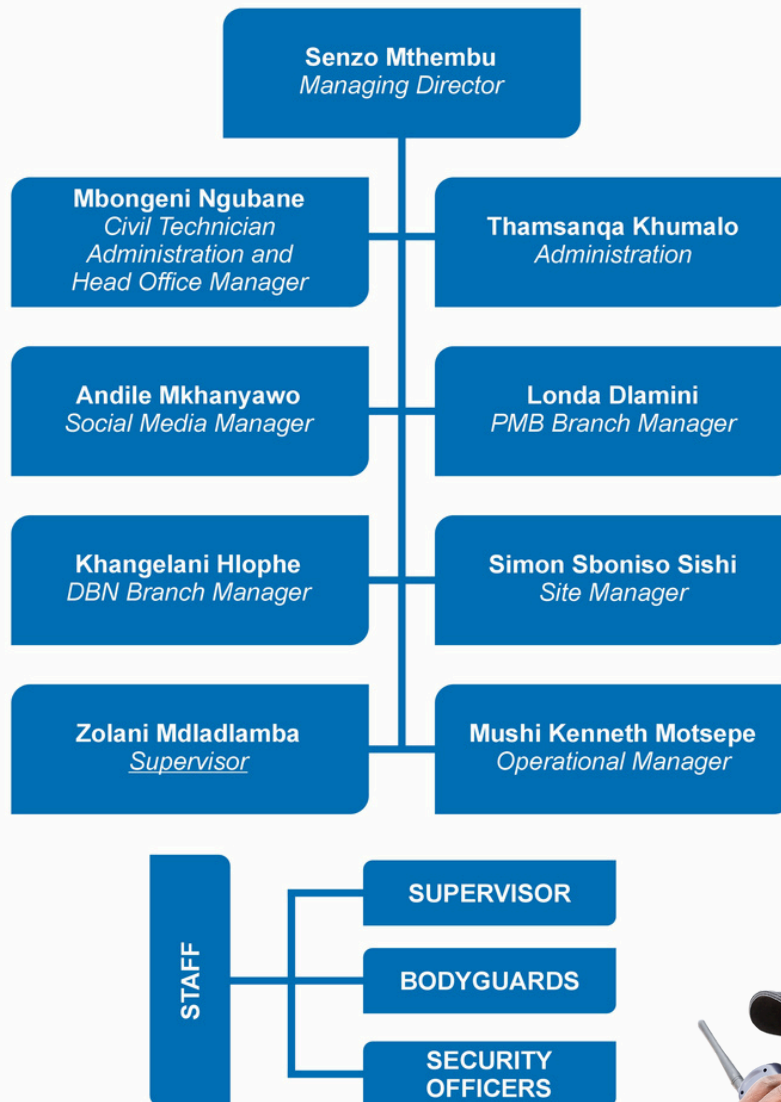 Senzo Mthembu
Managing Director
Mbongeni Ngubane
Civil Technician
Administration and
Head Office Manager
Thamsanqa Khumalo
Administration
Andile Mkhanyawo
Social Media Manager
Londa Dlamini
PMB Branch Manager
Khangelani Hlophe
DBN Branch Manager
Simon Sboniso Sishi
Site Manager
Zolani Mdladlamba
Supervisor
Mushi Kenneth Motsepe
Operational Manager
STAFF
SUPERVISOR
BODYGUARDS
SECURITY
OFFICERS